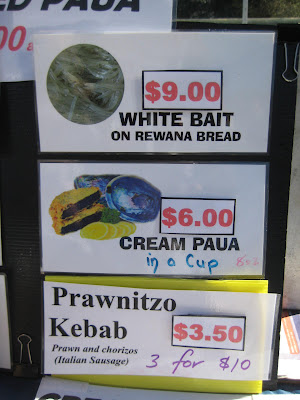 ED PAUA
$9.00
WHITE BAIT
ON REWANA BREAD
$6.00
CREAM PAUA
in a Cup
Prawnitzo
Kebab
$3.50
Prawn and chorizos
(Italian Sausage)
3 for $10